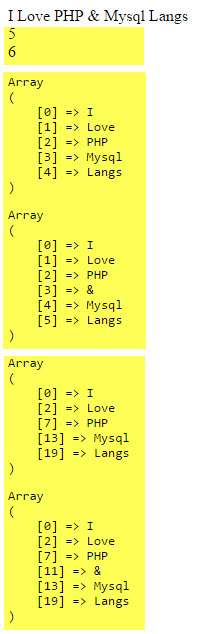 I Love PHP & Mysql Langs
5
6
Array
(
    [0] => I
    [1] => Love
    [2] => PHP
    [3] => Mysql
    [4] => Langs
)
Array
(
    [0] => I
    [1] => Love
    [2] => PHP
    [3] => &
    [4] => Mysql
    [5] => Langs
)
Array
(
    [0] => I
    [2] => Love
    [7] => PHP
    [13] => Mysql
    [19] => Langs
)
Array
(
    [0] => I
    [2] => Love
    [7] => PHP
    [11] => &
    [13] => Mysql
    [19] => Langs
)